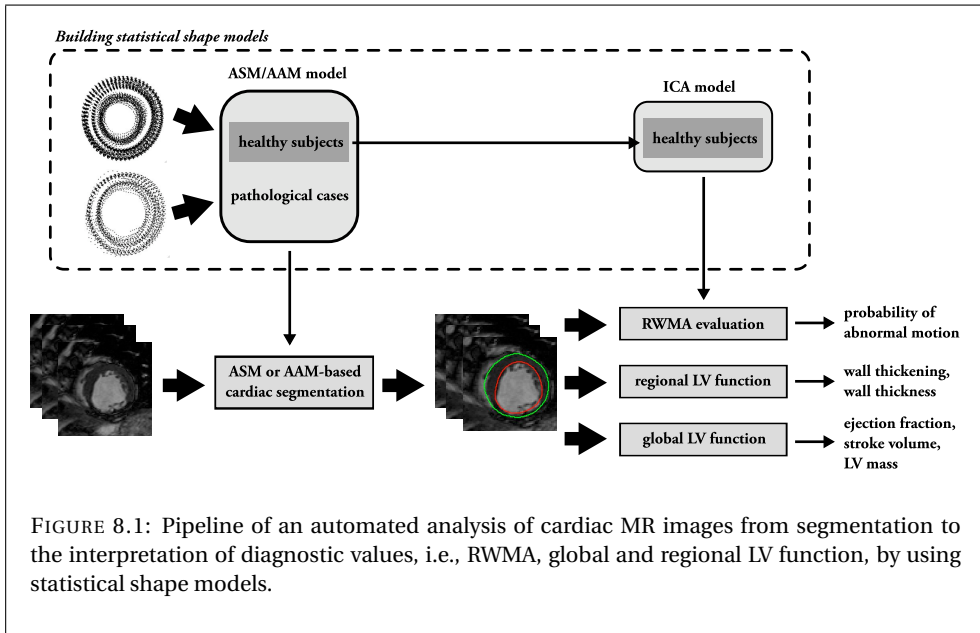 Building statistical shape models
ASM/AAM model
healthy subjects
pathological cases
ICA model
healthy subjects
ASM or AAM-based
cardiac segmentation
RWMA evaluation
probability of
abnormal motion
regional LV function
wall thickening,
wall thickness
global LV function
ejection fraction,
stroke volume,
LV mass
FIGURE 8.1: Pipeline of an automated analysis of cardiac MR images from segmentation to
the interpretation of diagnostic values, i.e., RWMA, global and regional LV function, by using
statistical shape models.